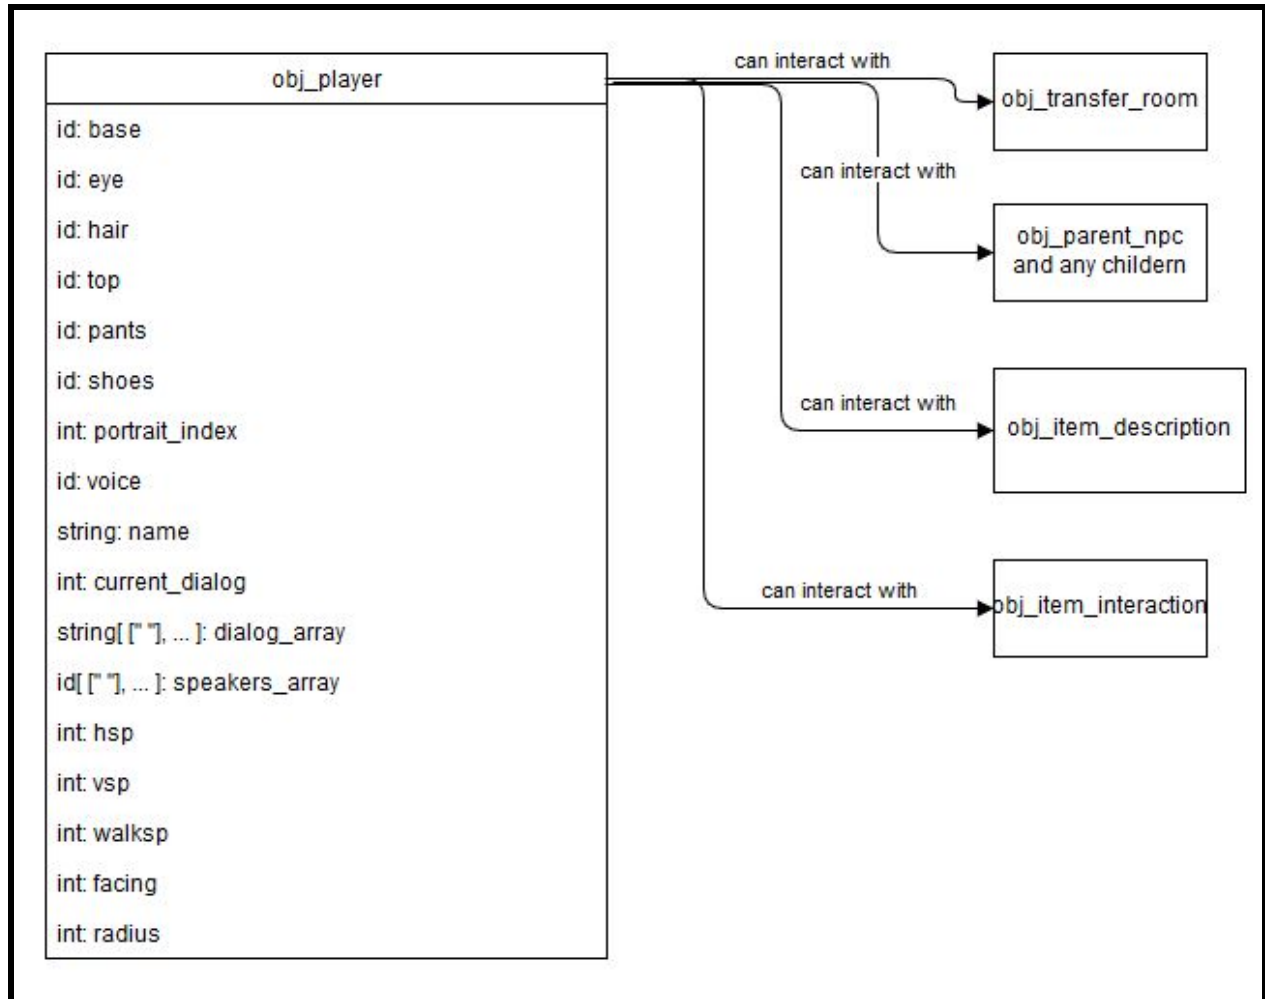 obj_player
id: base
id: eye
id: hair
id: top
id: pants
id: shoes
int: portrait_index
id: voice
string: name
int: current_dialog
string[ [" "], ... ]: dialog_array
id[ [" "], ... ]: speakers_array
int: hsp
int: vsp
int: walksp
int: facing
int: radius
can interact with
obj_transfer_room
can interact with
obj_parent_npc
and any childern
can interact with
obj_item_description
can interact with
obj_item_interaction